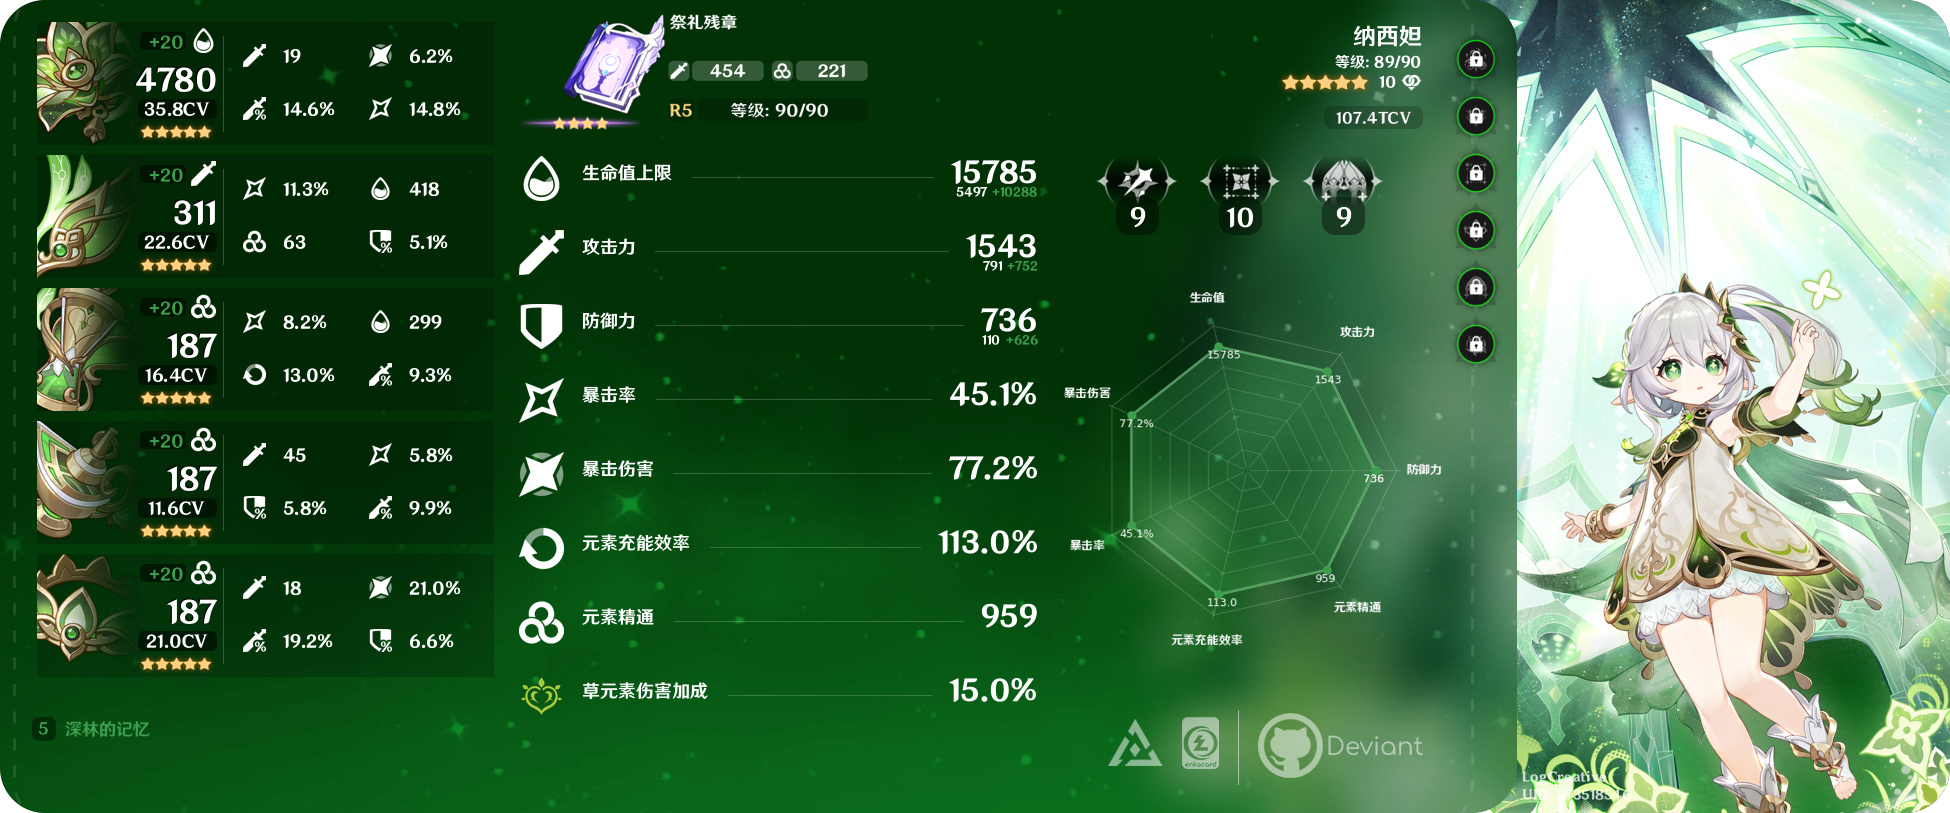 +20
4780
35.8CV
19
6.2%
14.6%
14.8%
+20
311
22.6CV
11.3%
418
63
5.1%
+20
187
16.4CV
8.2%
299
13.0%
9.3%
+20
187
11.6CV
45
5.8%
5.8%
9.9%
+20
187
21.0CV
18
21.0%
19.2%
6.6%
5 深林的记忆
祭礼残章
454 221
R5 等级: 90/90
生命值上限 15785
5497 +10288
攻击力 1543
791 +752
防御力 736
110 +626
暴击率 45.1%
暴击伤害 77.2%
元素充能效率 113.0%
元素精通 959
草元素伤害加成 15.0%
纳西妲
等级: 89/90
10
107.4TCV
9 10 9
生命值
15785
攻击力
1543
暴击伤害
77.2%
防御力
736
暴击率
45.1%
元素精通
959
元素充能效率
113.0
enkacard
Deviant
LogCreative
UID: